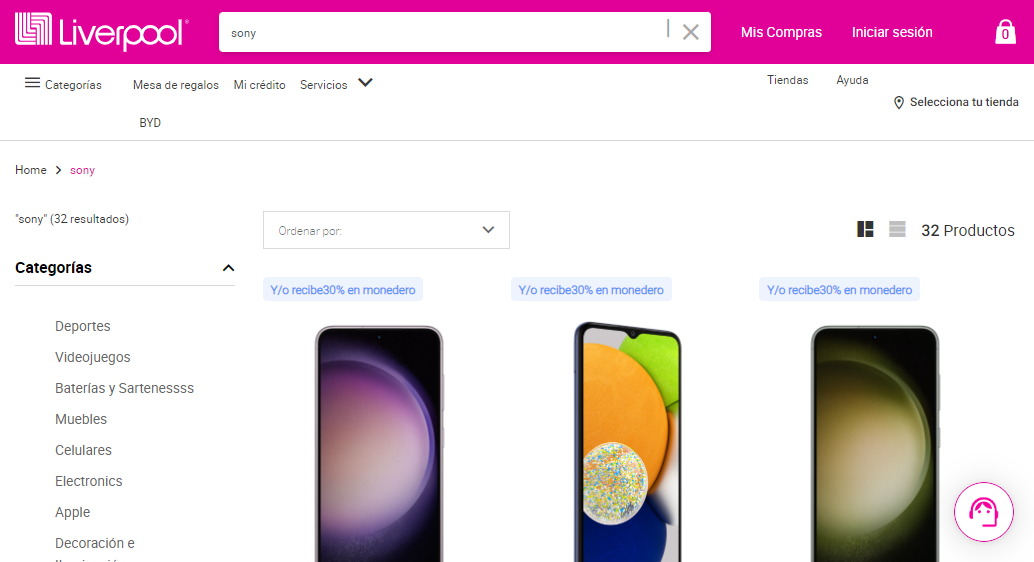 Liverpool
sony
Mis Compras
Iniciar sesión
0
Categorías
Mesa de regalos
Mi crédito
Servicios
Tiendas
Ayuda
Selecciona tu tienda
BYD
Home > sony
"sony" (32 resultados)
Ordenar por:
32 Productos
Categorías
Y/o recibe30% en monedero
Y/o recibe30% en monedero
Y/o recibe30% en monedero
Deportes
Videojuegos
Baterías y Sartenessss
Muebles
Celulares
Electronics
Apple
Decoración e